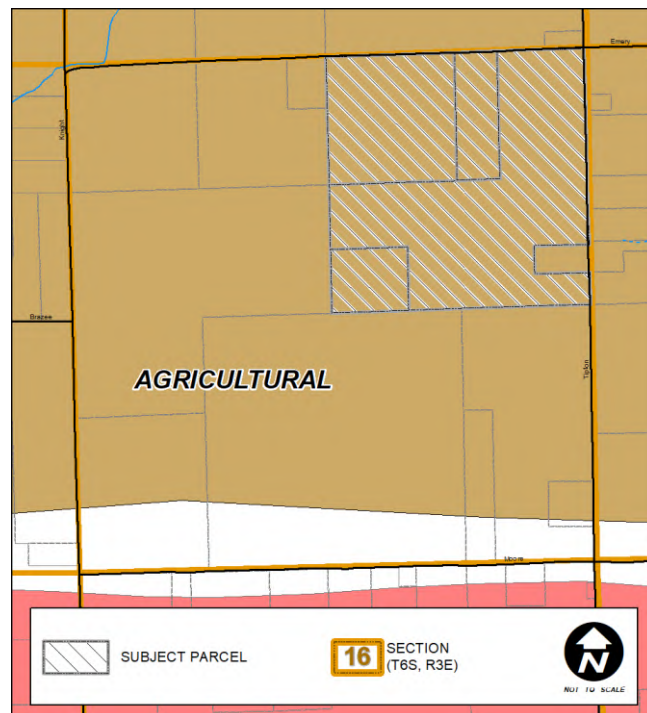 Emery
Knight
Brazee
AGRICULTURAL
Tipton
Moore
SUBJECT PARCEL
16
SECTION
(T6S, R3E)
N
NOT TO SCALE